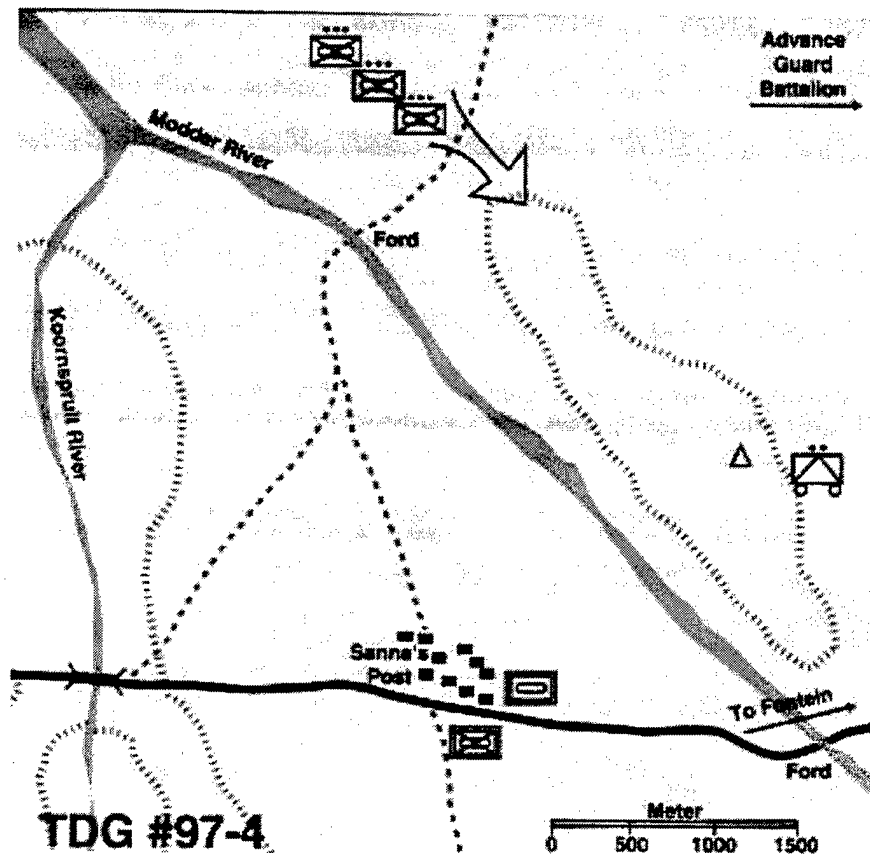 Advance
Guard
Battalion
Modder River
Ford
Koornspruit River
Sanna's
Post
To Fontein
Ford
TDG #97-4
Meter
0 500 1000 1500